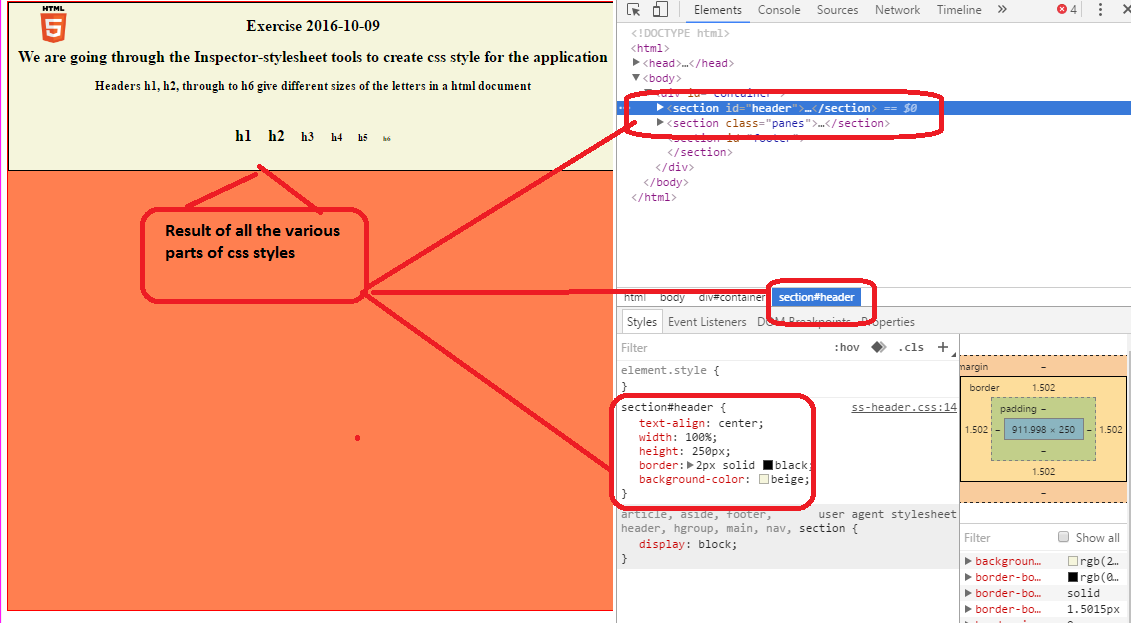 HTML
5
Exercise 2016-10-09
We are going through the Inspector-stylesheet tools to create css style for the application
Headers h1, h2, through to h6 give different sizes of the letters in a html document
h1 h2 h3 h4 h5 h6
Result of all the various
parts of css styles
Elements Console Sources Network Timeline » 4
<!DOCTYPE html>
<html>
<head>…</head>
<body>
<div id="container">
<section id="header">…</section> == $0
<section class="panes">…</section>
<section id="footer">
</section>
</div>
</body>
</html>
html body div#container section#header
Styles Event Listeners DOM Breakpoints Properties
Filter :hov .cls +
element.style {
}
section#header { ss-header.css:14
text-align: center;
width: 100%;
height: 250px;
border: 2px solid black;
background-color: beige;
}
article, aside, footer, user agent stylesheet
header, hgroup, main, nav, section {
display: block;
}
margin –
border 1.502
padding –
1.502 – 911.998 × 250 – 1.502
–
1.502
–
Filter Show all
backgroun… rgb(2…
border-bo… rgb(0…
border-bo… solid
border-bo… 1.5015px